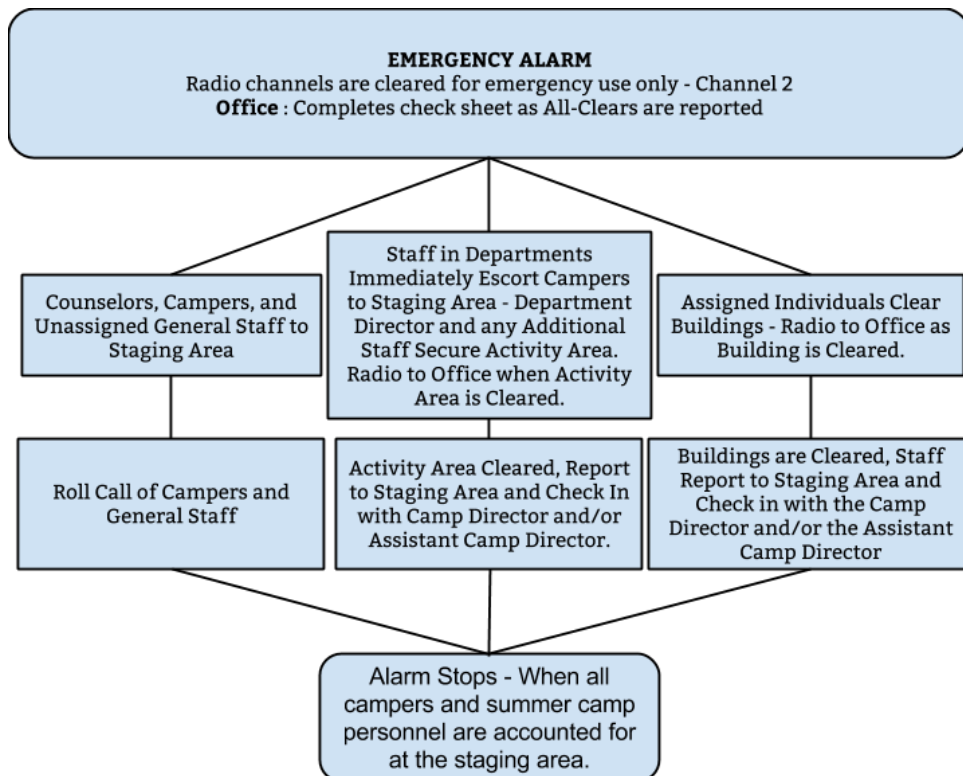 EMERGENCY ALARM
Radio channels are cleared for emergency use only - Channel 2
Office : Completes check sheet as All-Clears are reported
Counselors, Campers, and
Unassigned General Staff to
Staging Area
Staff in Departments
Immediately Escort Campers
to Staging Area - Department
Director and any Additional
Staff Secure Activity Area.
Radio to Office when Activity
Area is Cleared.
Assigned Individuals Clear
Buildings - Radio to Office as
Building is Cleared.
Roll Call of Campers and
General Staff
Activity Area Cleared, Report
to Staging Area and Check In
with Camp Director and/or
Assistant Camp Director.
Buildings are Cleared, Staff
Report to Staging Area and
Check in with the Camp
Director and/or the Assistant
Camp Director
Alarm Stops - When all
campers and summer camp
personnel are accounted for
at the staging area.